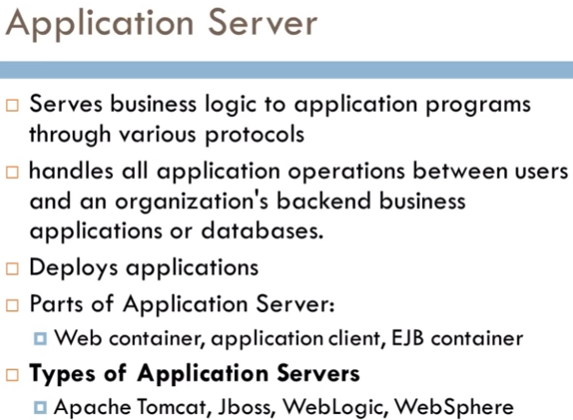 Application Server
Serves business logic to application programs
through various protocols
handles all application operations between users
and an organization's backend business
applications or databases.
Deploys applications
Parts of Application Server:
Web container, application client, EJB container
Types of Application Servers
Apache Tomcat, Jboss, WebLogic, WebSphere